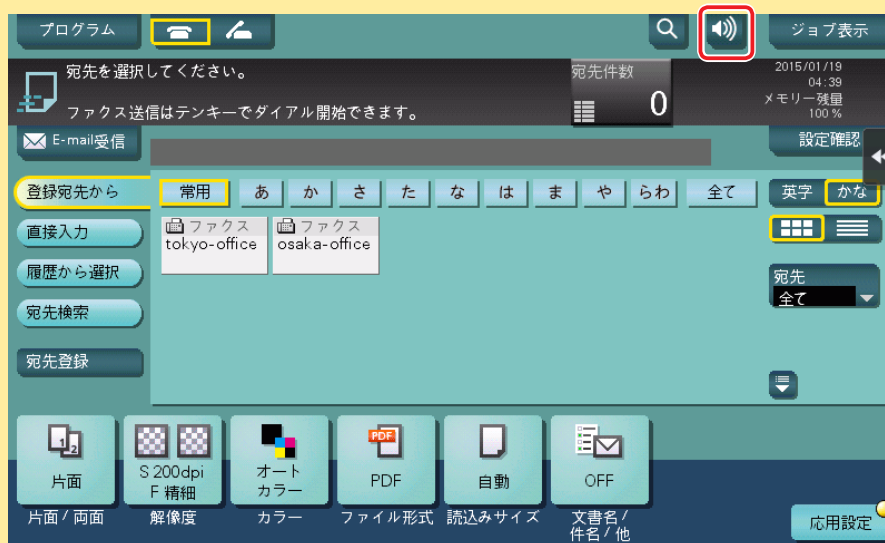 プログラム
ジョブ表示
宛先を選択してください。
ファクス送信はテンキーでダイアル開始できます。
宛先件数
0
2015/01/19
04:39
メモリー残量
100 %
E-mail受信
設定確認
登録宛先から
常用 あ か さ た な は ま や らわ 全て
英字 かな
直接入力
ファクス
tokyo-office
ファクス
osaka-office
履歴から選択
宛先
全て
宛先検索
宛先登録
1 2
片面
S 200dpi
F 精細
オート
カラー
PDF
PDF
自動
OFF
片面 / 両面
解像度
カラー
ファイル形式
読込みサイズ
文書名 /
件名 / 他
応用設定